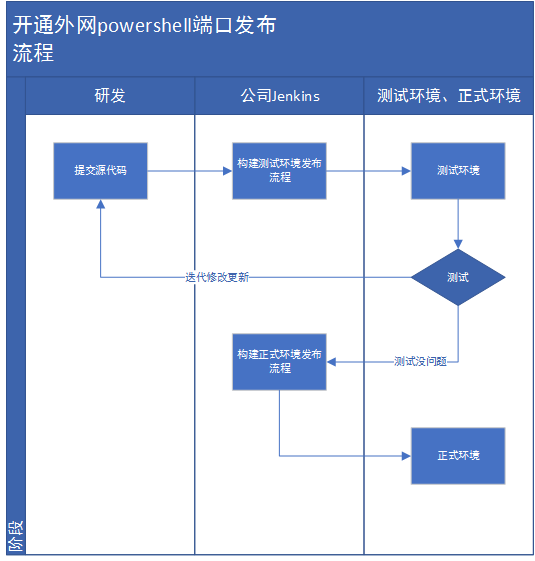 开通外网powershell端口发布
流程
研发
公司Jenkins
测试环境、正式环境
提交源代码
构建测试环境发布
流程
测试环境
测试
迭代修改更新
构建正式环境发布
流程
测试没问题
正式环境
阶段